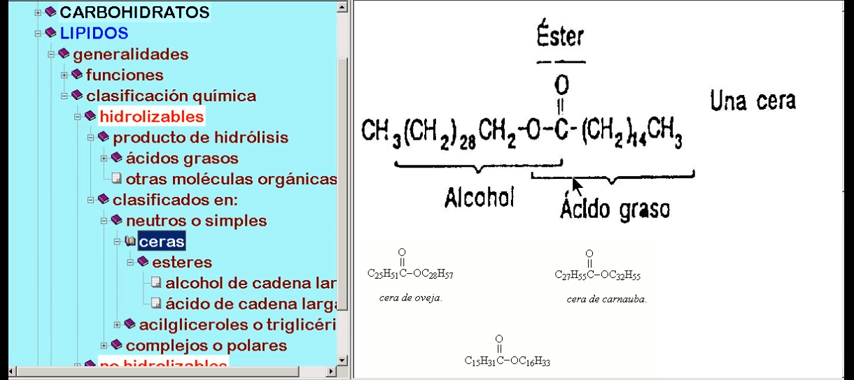 CARBOHIDRATOS
LIPIDOS
generalidades
funciones
clasificación química
hidrolizables
producto de hidrólisis
ácidos grasos
otras moléculas orgánicas
clasificados en:
neutros o simples
ceras
esteres
alcohol de cadena lar
ácido de cadena larga
acilgliceroles o triglicéri
complejos o polares
no hidrolizables
Éster
O
CH₃(CH₂)₂₈CH₂-O-C-(CH₂)₁₄CH₃
Una cera
Alcohol
Ácido graso
O
C₂₅H₅₁C-OC₂₈H₅₇
cera de oveja.
O
C₂₇H₅₅C-OC₃₂H₅₅
cera de carnauba.
O
C₁₅H₃₁C-OC₁₆H₃₃